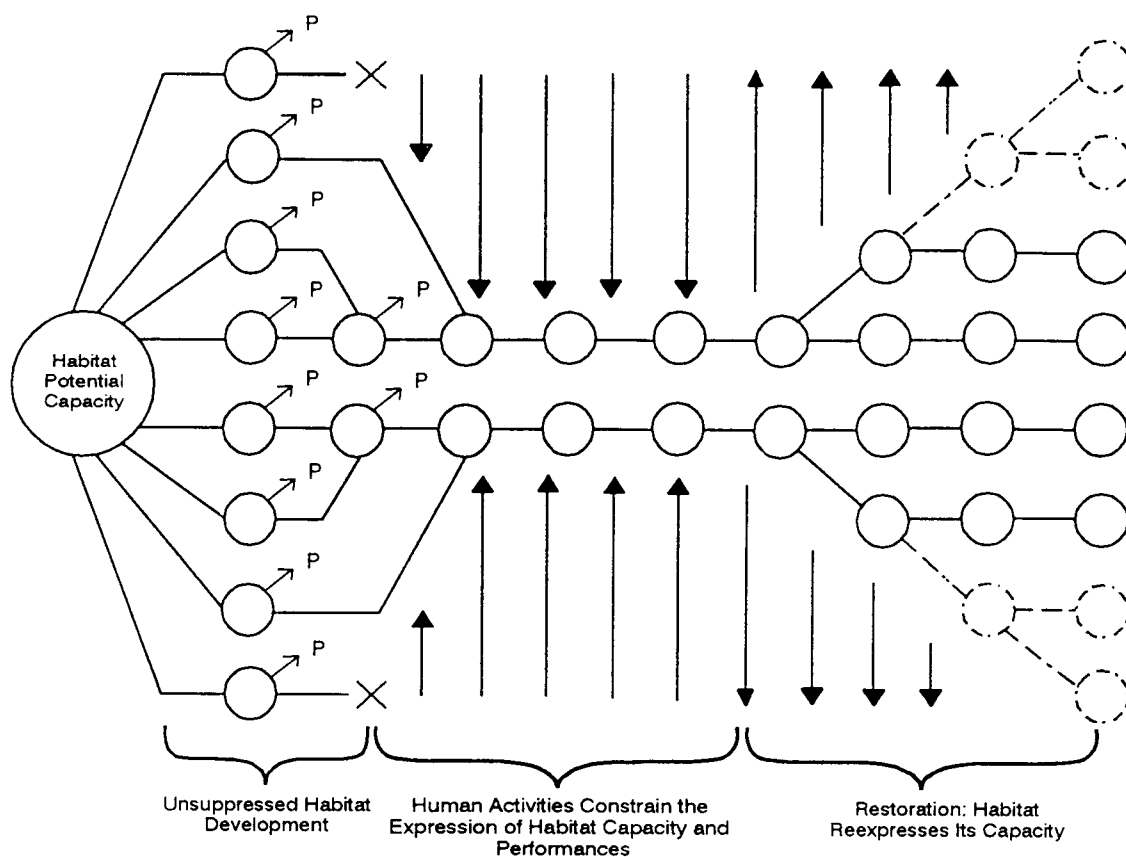 P
P
P
P
P
Habitat
Potential
Capacity
P
P
P
P
P
Unsuppressed Habitat
Development
Human Activities Constrain the
Expression of Habitat Capacity and
Performances
Restoration: Habitat
Reexpresses Its Capacity